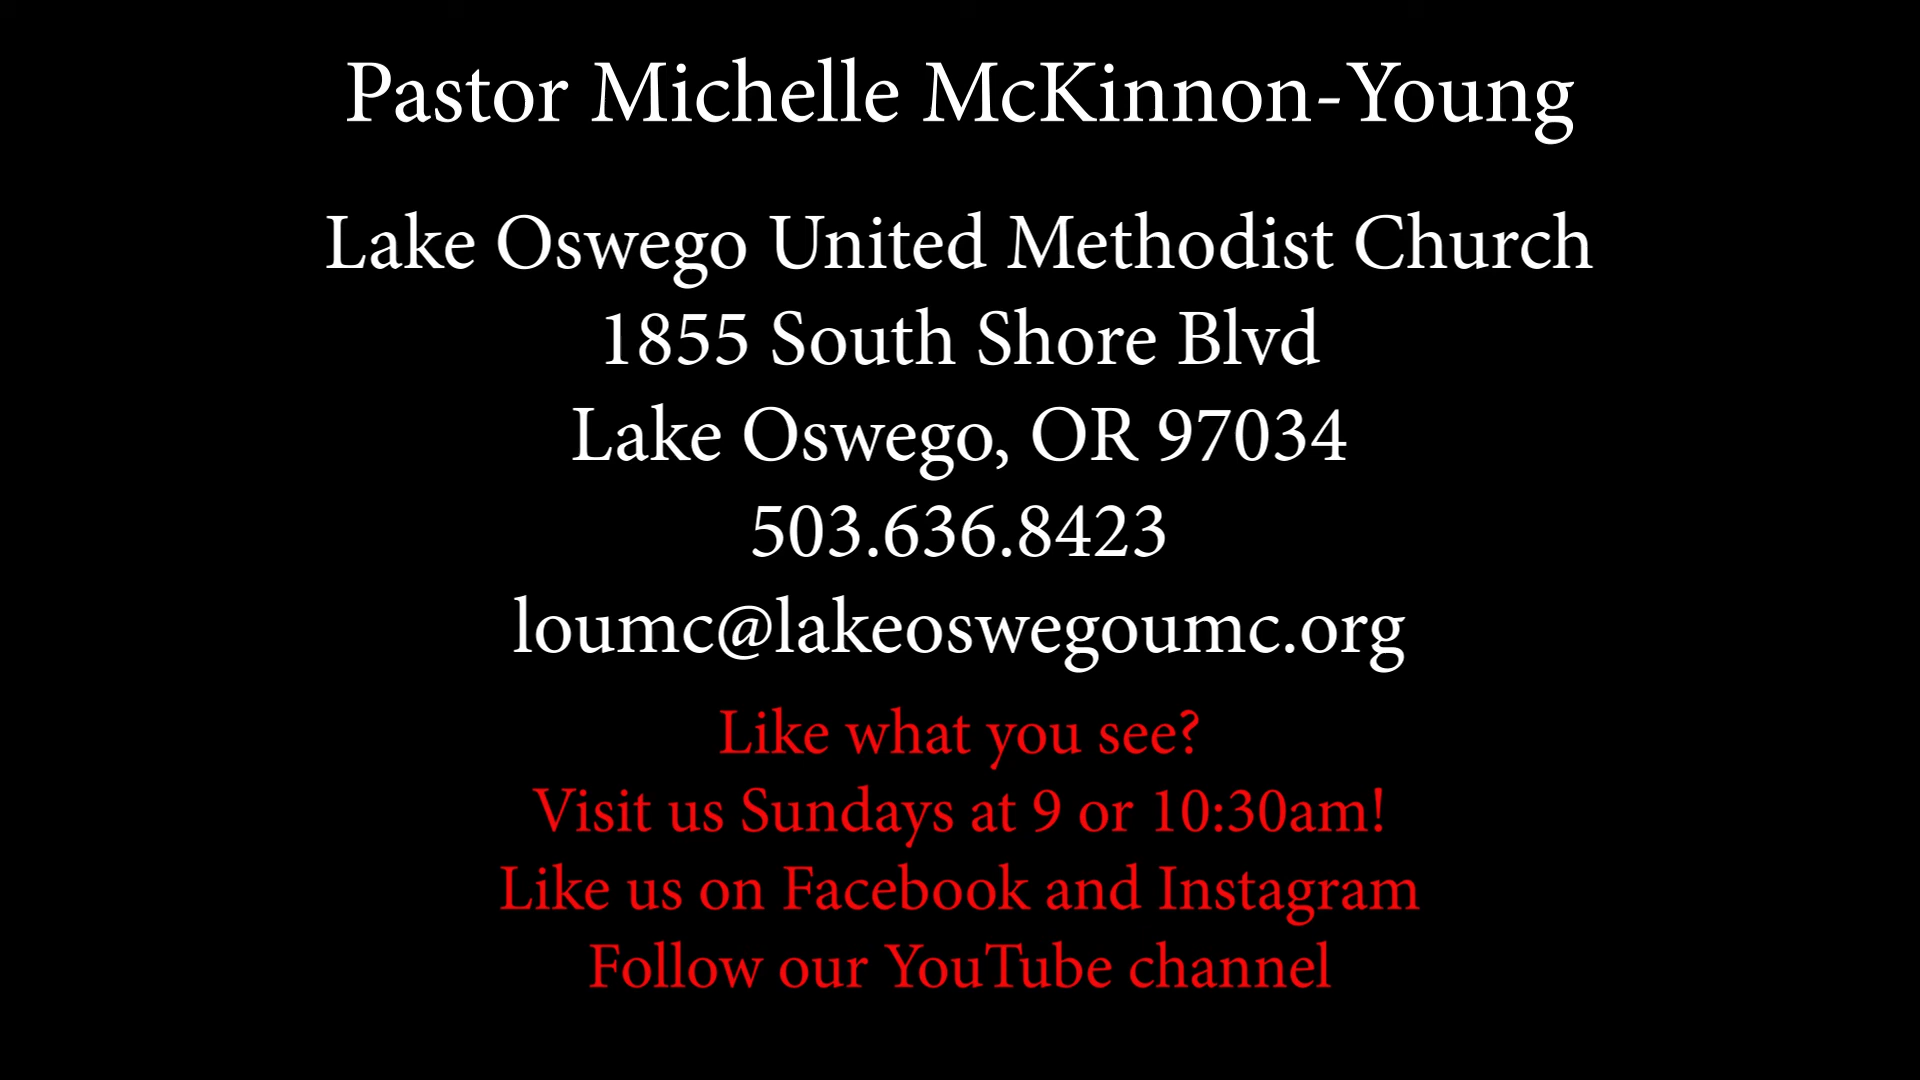 Pastor Michelle McKinnon-Young
Lake Oswego United Methodist Church
1855 South Shore Blvd
Lake Oswego, OR 97034
503.636.8423
loumc@lakeoswegoumc.org
Like what you see?
Visit us Sundays at 9 or 10:30am!
Like us on Facebook and Instagram
Follow our YouTube channel